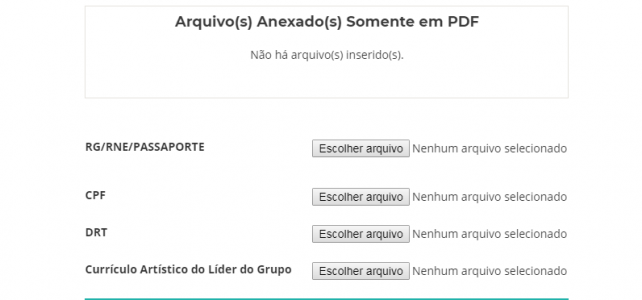 Arquivo(s) Anexado(s) Somente em PDF
Não há arquivo(s) inserido(s).
RG/RNE/PASSAPORTE Escolher arquivo Nenhum arquivo selecionado
CPF Escolher arquivo Nenhum arquivo selecionado
DRT Escolher arquivo Nenhum arquivo selecionado
Currículo Artístico do Líder do Grupo Escolher arquivo Nenhum arquivo selecionado